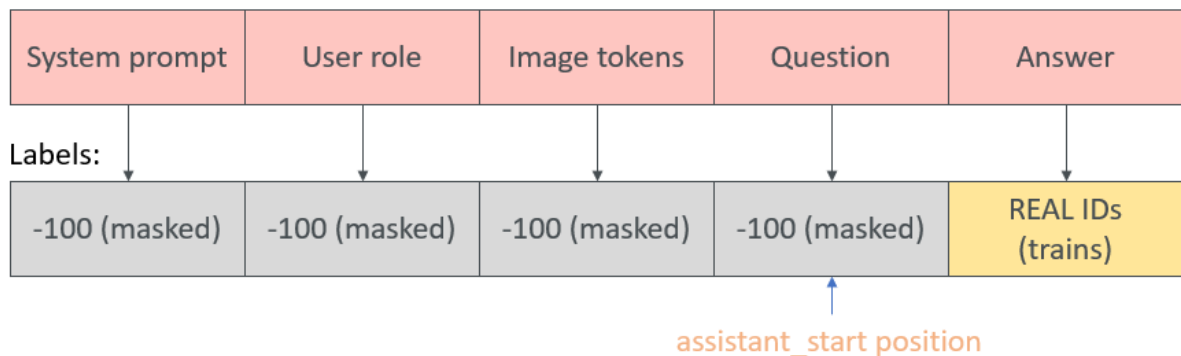 System prompt User role Image tokens Question Answer
Labels:
-100 (masked) -100 (masked) -100 (masked) -100 (masked) REAL IDs
(trains)
assistant_start position